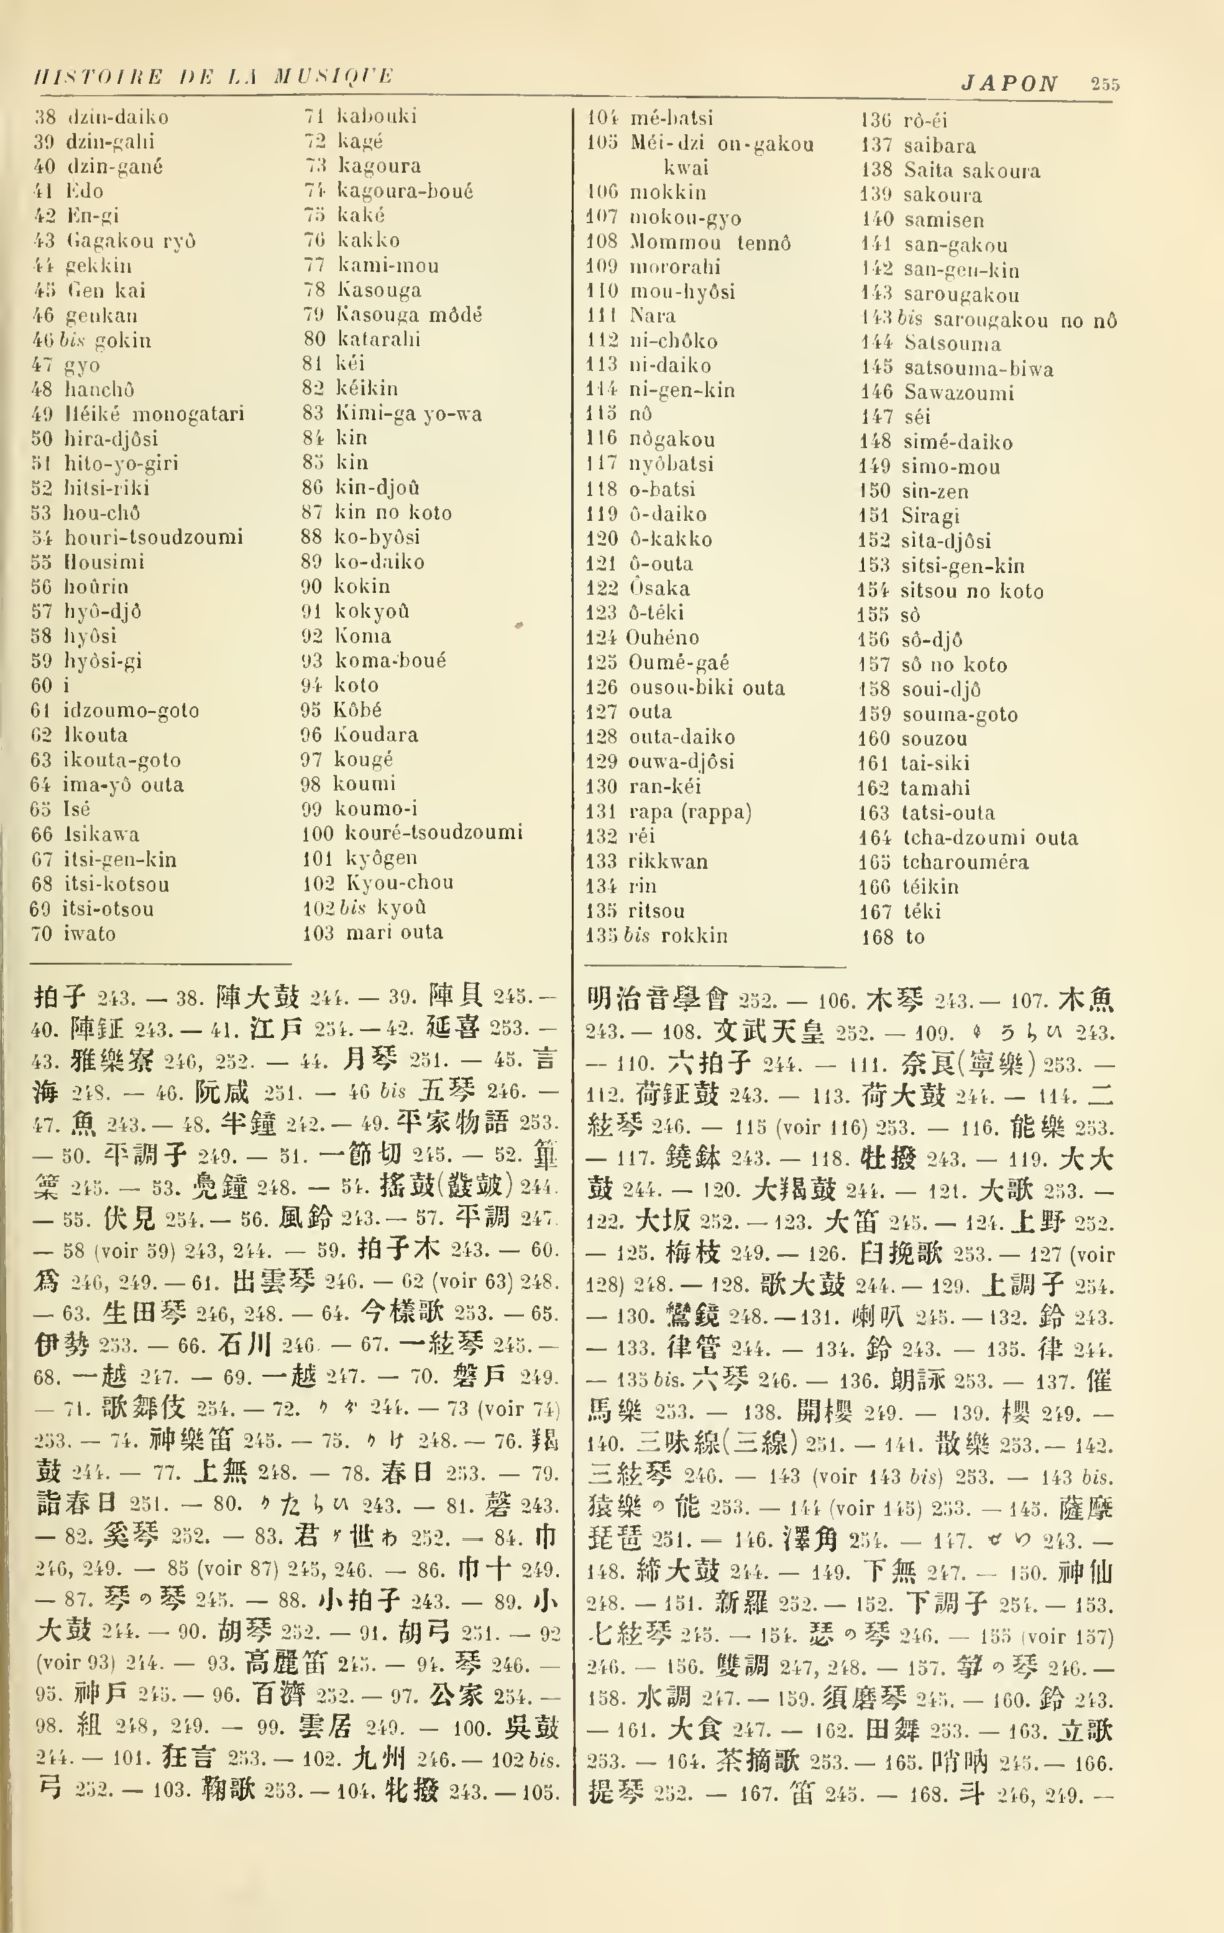 HISTOIRE DE LA MUSIQUE
JAPON 255
38 dzin-daiko
39 dzin-gahi
40 dzin-gané
41 Edo
42 En-gi
43 Gagakou ryô
44 gekkin
45 Gen kai
46 genkan
46 bis gokin
47 gyo
48 hanchô
49 Héiké monogatari
50 hira-djôsi
51 hito-yo-giri
52 hitsi-riki
53 hou-chô
54 houri-tsoudzoumi
55 Housimi
56 hoûrin
57 hyô-djô
58 hyôsi
59 hyôsi-gi
60 i
61 idzoumo-goto
62 Ikouta
63 ikouta-goto
64 ima-yô outa
65 Isé
66 Isikawa
67 itsi-gen-kin
68 itsi-kotsou
69 itsi-otsou
70 iwato
71 kabouki
72 kagé
73 kagoura
74 kagoura-boué
75 kaké
76 kakko
77 kami-mou
78 Kasouga
79 Kasouga môdé
80 katarahi
81 kéi
82 kéikin
83 Kimi-ga yo-wa
84 kin
85 kin
86 kin-djoû
87 kin no koto
88 ko-byôsi
89 ko-daiko
90 kokin
91 kokyoû
92 Koma
93 koma-boué
94 koto
95 Kôbé
96 Koudara
97 kougé
98 koumi
99 koumo-i
100 kouré-tsoudzoumi
101 kyôgen
102 Kyou-chou
102 bis kyoû
103 mari outa
104 mé-batsi
105 Méi-dzi on-gakou
kwai
106 mokkin
107 mokou-gyo
108 Mommou tennô
109 mororahi
110 mou-hyôsi
111 Nara
112 ni-chôko
113 ni-daiko
114 ni-gen-kin
115 nô
116 nôgakou
117 nyôbatsi
118 o-batsi
119 ô-daiko
120 ô-kakko
121 ô-outa
122 Ôsaka
123 ô-téki
124 Ouhéno
125 Oumé-gaé
126 ousou-biki outa
127 outa
128 outa-daiko
129 ouwa-djôsi
130 ran-kéi
131 rapa (rappa)
132 réi
133 rikkwan
134 rin
135 ritsou
135 bis rokkin
136 rô-éi
137 saibara
138 Saita sakoura
139 sakoura
140 samisen
141 san-gakou
142 san-gen-kin
143 sarougakou
143 bis sarougakou no nô
144 Satsouma
145 satsouma-biwa
146 Sawazoumi
147 séi
148 simé-daiko
149 simo-mou
150 sin-zen
151 Siragi
152 sita-djôsi
153 sitsi-gen-kin
154 sitsou no koto
155 sô
156 sô-djô
157 sô no koto
158 soui-djô
159 souma-goto
160 souzou
161 tai-siki
162 tamahi
163 tatsi-outa
164 tcha-dzoumi outa
165 tcharouméra
166 téikin
167 téki
168 to
拍子 243. — 38. 陣大鼓 244. — 39. 陣貝 245. —
40. 陣鉦 243. — 41. 江戶 254. — 42. 延喜 253. —
43. 雅樂寮 246, 252. — 44. 月琴 251. — 45. 言
海 248. — 46. 阮咸 251. — 46 bis 五琴 246. —
47. 魚 243. — 48. 半鐘 242. — 49. 平家物語 253.
— 50. 平調子 249. — 51. 一節切 245. — 52. 篳
篥 245. — 53. 鳧鐘 248. — 54. 搖鼓( ) 244.
— 55. 伏見 254. — 56. 風鈴 243. — 57. 平調 247.
— 58 (voir 59) 243, 244. — 59. 拍子木 243. — 60.
爲 246, 249. — 61. 出雲琴 246. — 62 (voir 63) 248.
— 63. 生田琴 246, 248. — 64. 今樣歌 253. — 65.
伊勢 253. — 66. 石川 246. — 67. 一絃琴 245. —
68. 一越 247. — 69. 一越 247. — 70. 磐戶 249.
— 71. 歌舞伎 254. — 72. カゲ 244. — 73 (voir 74)
253. — 74. 神樂笛 245. — 75. カけ 248. — 76. 羯
鼓 244. — 77. 上無 248. — 78. 春日 253. — 79.
詣春日 251. — 80. カたらひ 243. — 81. 磬 243.
— 82. 奚琴 252. — 83. 君ガ世わ 252. — 84. 巾
246, 249. — 85 (voir 87) 245, 246. — 86. 巾十 249.
— 87. 琴の琴 245. — 88. 小拍子 243. — 89. 小
大鼓 244. — 90. 胡琴 252. — 91. 胡弓 251. — 92
(voir 93) 244. — 93. 高麗笛 245. — 94. 琴 246. —
95. 神戶 245. — 96. 百濟 252. — 97. 公家 254. —
98. 組 248, 249. — 99. 雲居 249. — 100. 吳鼓
244. — 101. 狂言 253. — 102. 九州 246. — 102 bis.
弓 252. — 103. 鞠歌 253. — 104. 牝撥 243. — 105.
明治音學會 252. — 106. 木琴 243. — 107. 木魚
243. — 108. 文武天皇 252. — 109. もろらひ 243.
— 110. 六拍子 244. — 111. 奈良(寧樂) 253. —
112. 荷鉦鼓 243. — 113. 荷大鼓 244. — 114. 二
絃琴 246. — 115 (voir 116) 253. — 116. 能樂 253.
— 117. 鐃鉢 243. — 118. 牡撥 243. — 119. 大大
鼓 244. — 120. 大羯鼓 244. — 121. 大歌 253. —
122. 大坂 252. — 123. 大笛 245. — 124. 上野 252.
— 125. 梅枝 249. — 126. 臼挽歌 253. — 127 (voir
128) 248. — 128. 歌大鼓 244. — 129. 上調子 254.
— 130. 鸞鏡 248. — 131. 喇叭 245. — 132. 鈴 243.
— 133. 律管 244. — 134. 鈴 243. — 135. 律 244.
— 135 bis. 六琴 246. — 136. 朗詠 253. — 137. 催
馬樂 253. — 138. 開櫻 249. — 139. 櫻 249. —
140. 三味線(三線) 251. — 141. 散樂 253. — 142.
三絃琴 246. — 143 (voir 143 bis) 253. — 143 bis.
猿樂の能 253. — 144 (voir 145) 253. — 145. 薩摩
琵琶 251. — 146. 澤角 254. — 147. せつ 243. —
148. 締大鼓 244. — 149. 下無 247. — 150. 神仙
248. — 151. 新羅 252. — 152. 下調子 254. — 153.
七絃琴 245. — 154. 瑟の琴 246. — 155 (voir 157)
246. — 156. 雙調 247, 248. — 157. 箏の琴 246. —
158. 水調 247. — 159. 須磨琴 245. — 160. 鈴 243.
— 161. 大食 247. — 162. 田舞 253. — 163. 立歌
253. — 164. 茶摘歌 253. — 165. 哨吶 245. — 166.
提琴 252. — 167. 笛 245. — 168. 斗 246, 249. —